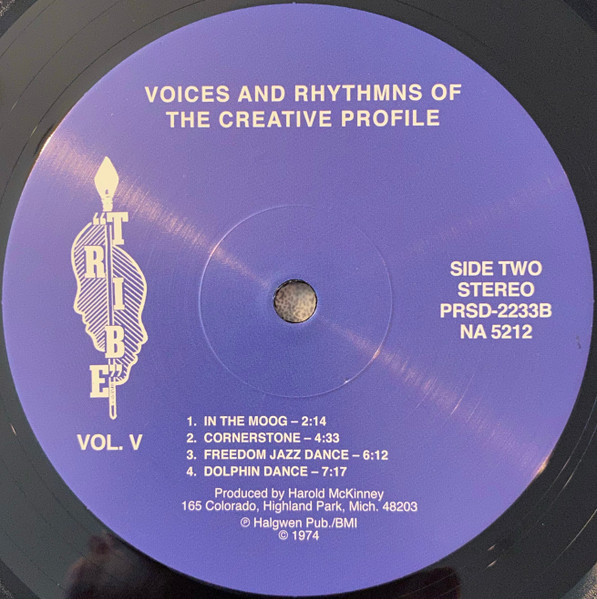 VOICES AND RHYTHMNS OF
THE CREATIVE PROFILE
"TRIBE"
VOL. V
SIDE TWO
STEREO
PRSD-2233B
NA 5212
1. IN THE MOOG – 2:14
2. CORNERSTONE – 4:33
3. FREEDOM JAZZ DANCE – 6:12
4. DOLPHIN DANCE – 7:17
Produced by Harold McKinney
165 Colorado, Highland Park, Mich. 48203
℗ Halgwen Pub./BMI
© 1974